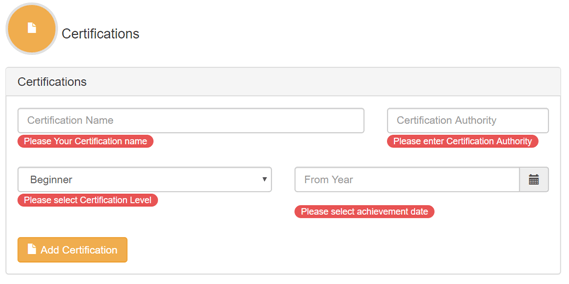 Certifications
Certifications
Certification Name
Certification Authority
Please Your Certification name
Please enter Certification Authority
Beginner
From Year
Please select Certification Level
Please select achievement date
Add Certification